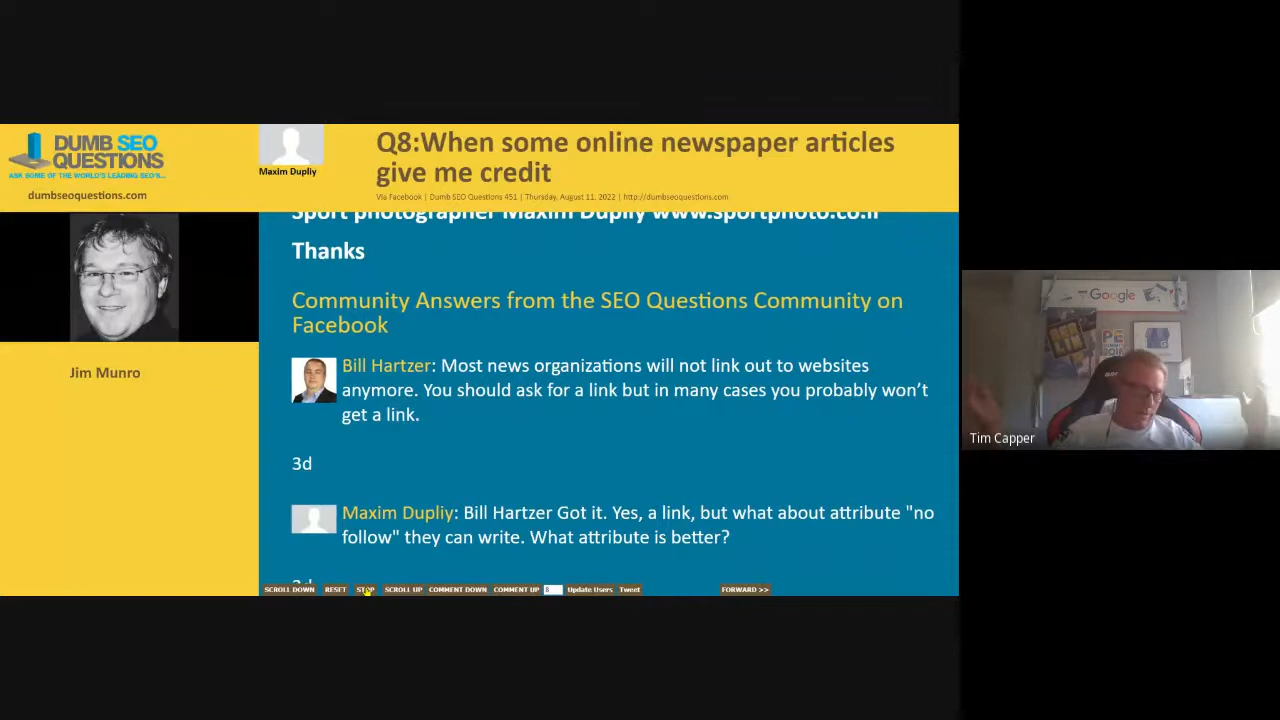 DUMB SEO
QUESTIONS
ASK SOME OF THE WORLD'S LEADING SEO'S...
dumbseoquestions.com
Maxim Dupliy
Q8:When some online newspaper articles
give me credit
Via Facebook | Dumb SEO Questions 451 | Thursday, August 11, 2022 | http://dumbseoquestions.com
Jim Munro
Sport photographer Maxim Dupliy www.sportphoto.co.il
Thanks
Community Answers from the SEO Questions Community on
Facebook
Bill Hartzer: Most news organizations will not link out to websites
anymore. You should ask for a link but in many cases you probably won’t
get a link.
3d
Maxim Dupliy: Bill Hartzer Got it. Yes, a link, but what about attribute "no
follow" they can write. What attribute is better?
SCROLL DOWN RESET STOP SCROLL UP COMMENT DOWN COMMENT UP 8 Update Users Tweet FORWARD >>
Google
Tim Capper